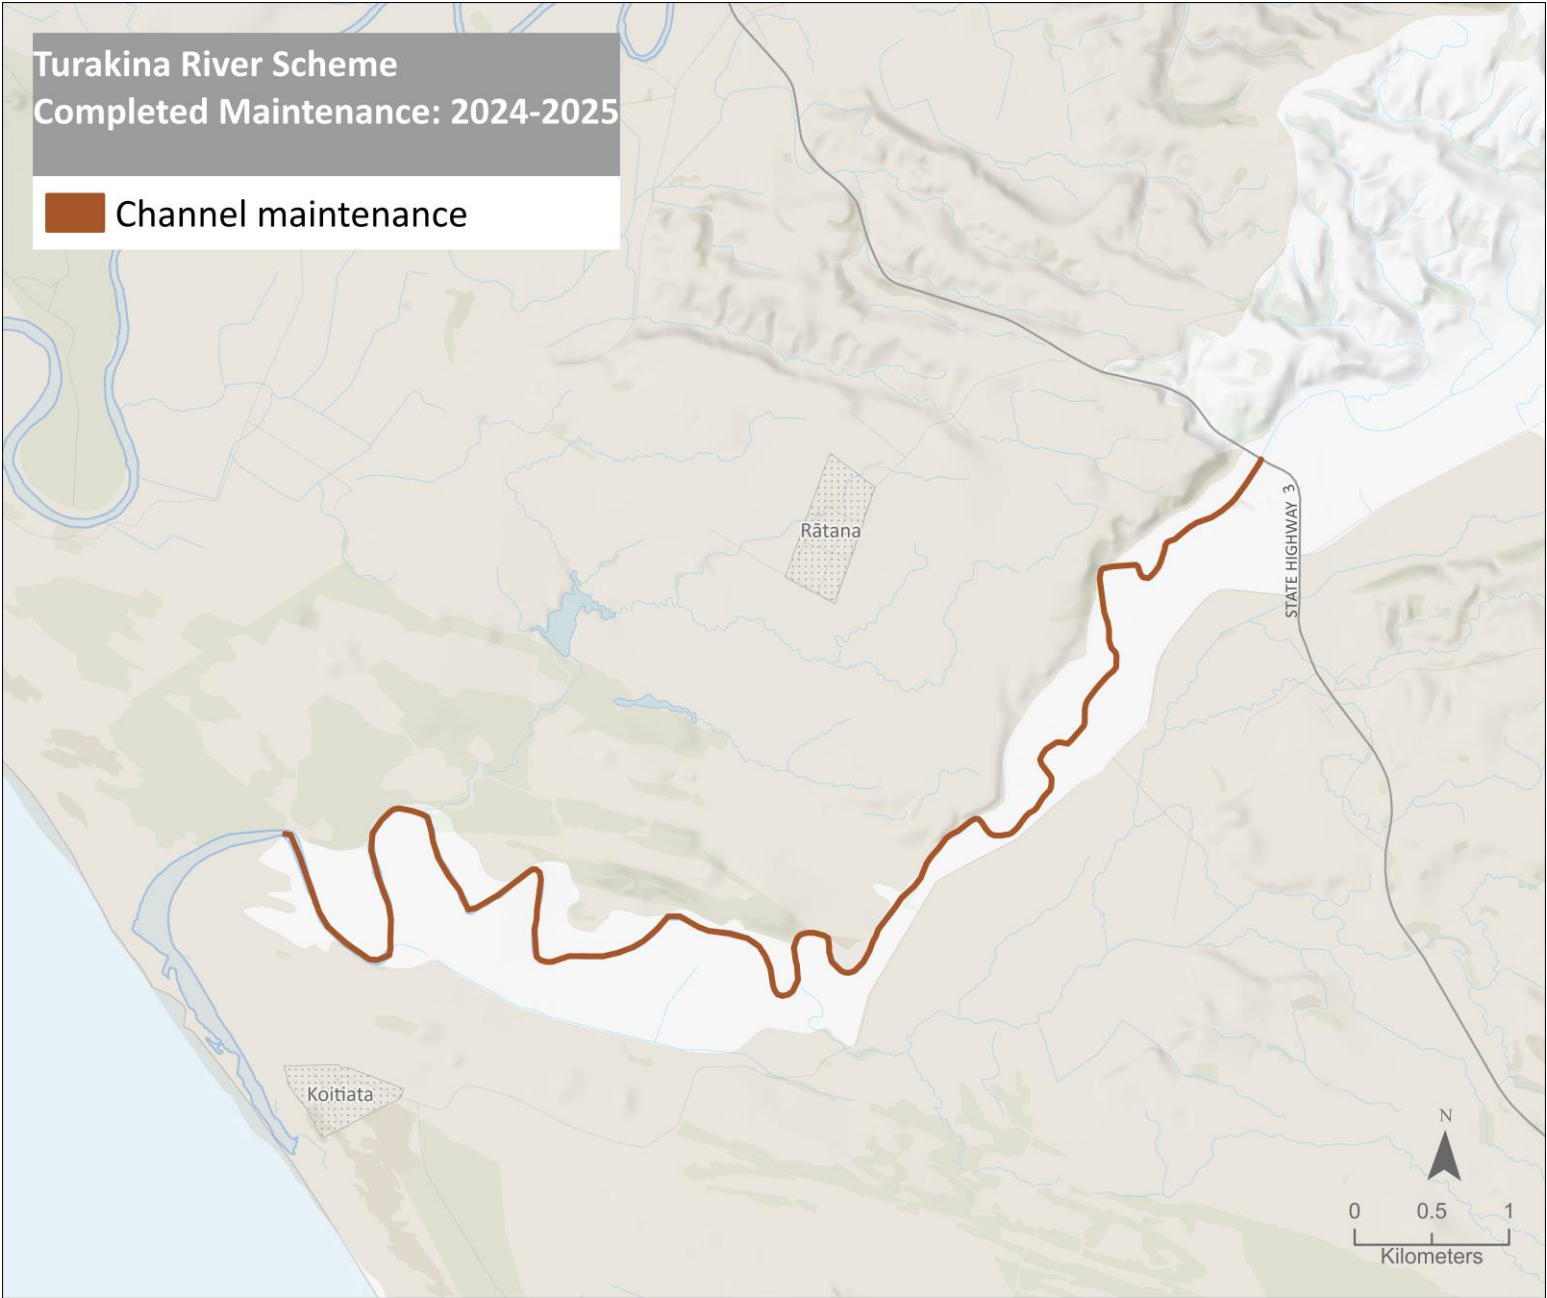 Turakina River Scheme
Completed Maintenance: 2024-2025
Channel maintenance
Rātana
STATE HIGHWAY 3
Koitiata
N
0 0.5 1
Kilometers